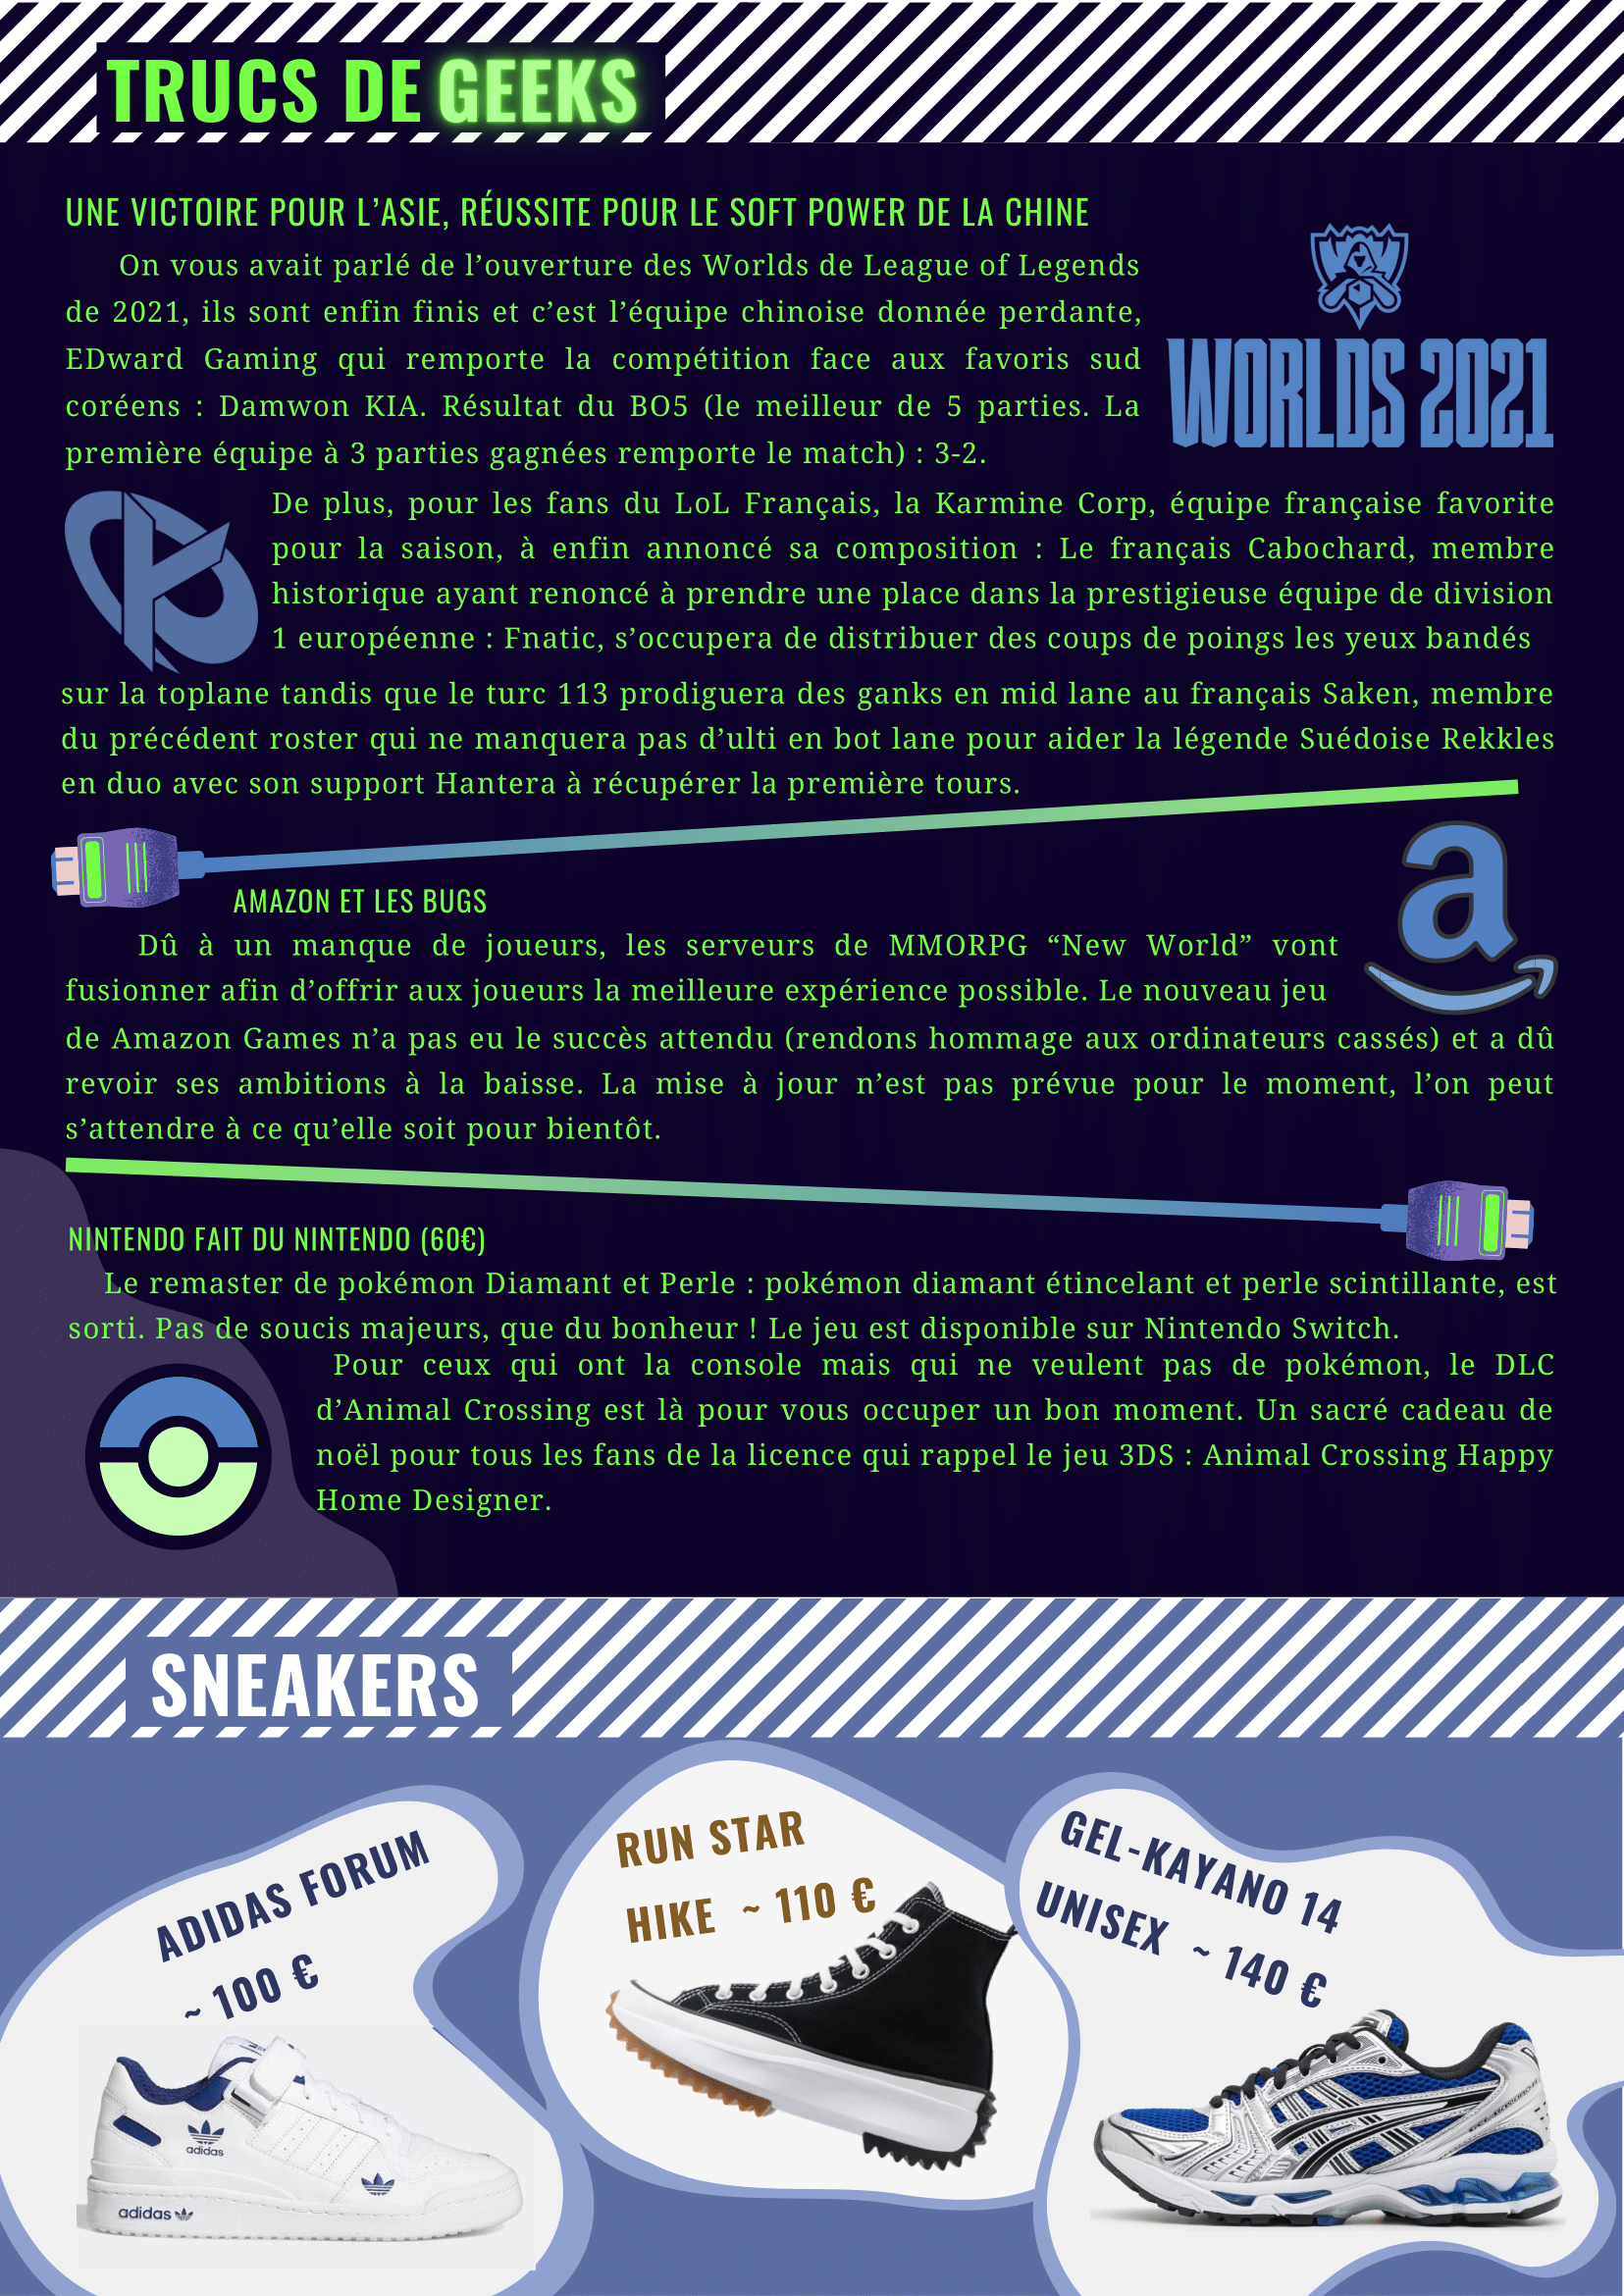 TRUCS DE GEEKS
UNE VICTOIRE POUR L’ASIE, RÉUSSITE POUR LE SOFT POWER DE LA CHINE
On vous avait parlé de l’ouverture des Worlds de League of Legends
de 2021, ils sont enfin finis et c’est l’équipe chinoise donnée perdante,
EDward Gaming qui remporte la compétition face aux favoris sud
coréens : Damwon KIA. Résultat du BO5 (le meilleur de 5 parties. La
première équipe à 3 parties gagnées remporte le match) : 3-2.
WORLDS 2021
De plus, pour les fans du LoL Français, la Karmine Corp, équipe française favorite
pour la saison, à enfin annoncé sa composition : Le français Cabochard, membre
historique ayant renoncé à prendre une place dans la prestigieuse équipe de division
1 européenne : Fnatic, s’occupera de distribuer des coups de poings les yeux bandés
sur la toplane tandis que le turc 113 prodiguera des ganks en mid lane au français Saken, membre
du précédent roster qui ne manquera pas d’ulti en bot lane pour aider la légende Suédoise Rekkles
en duo avec son support Hantera à récupérer la première tours.
AMAZON ET LES BUGS
Dû à un manque de joueurs, les serveurs de MMORPG “New World” vont
fusionner afin d’offrir aux joueurs la meilleure expérience possible. Le nouveau jeu
de Amazon Games n’a pas eu le succès attendu (rendons hommage aux ordinateurs cassés) et a dû
revoir ses ambitions à la baisse. La mise à jour n’est pas prévue pour le moment, l’on peut
s’attendre à ce qu’elle soit pour bientôt.
a
NINTENDO FAIT DU NINTENDO (60€)
Le remaster de pokémon Diamant et Perle : pokémon diamant étincelant et perle scintillante, est
sorti. Pas de soucis majeurs, que du bonheur ! Le jeu est disponible sur Nintendo Switch.
Pour ceux qui ont la console mais qui ne veulent pas de pokémon, le DLC
d’Animal Crossing est là pour vous occuper un bon moment. Un sacré cadeau de
noël pour tous les fans de la licence qui rappel le jeu 3DS : Animal Crossing Happy
Home Designer.
SNEAKERS
ADIDAS FORUM
~ 100 €
adidas
adidas
RUN STAR
HIKE ~ 110 €
GEL-KAYANO 14
UNISEX ~ 140 €